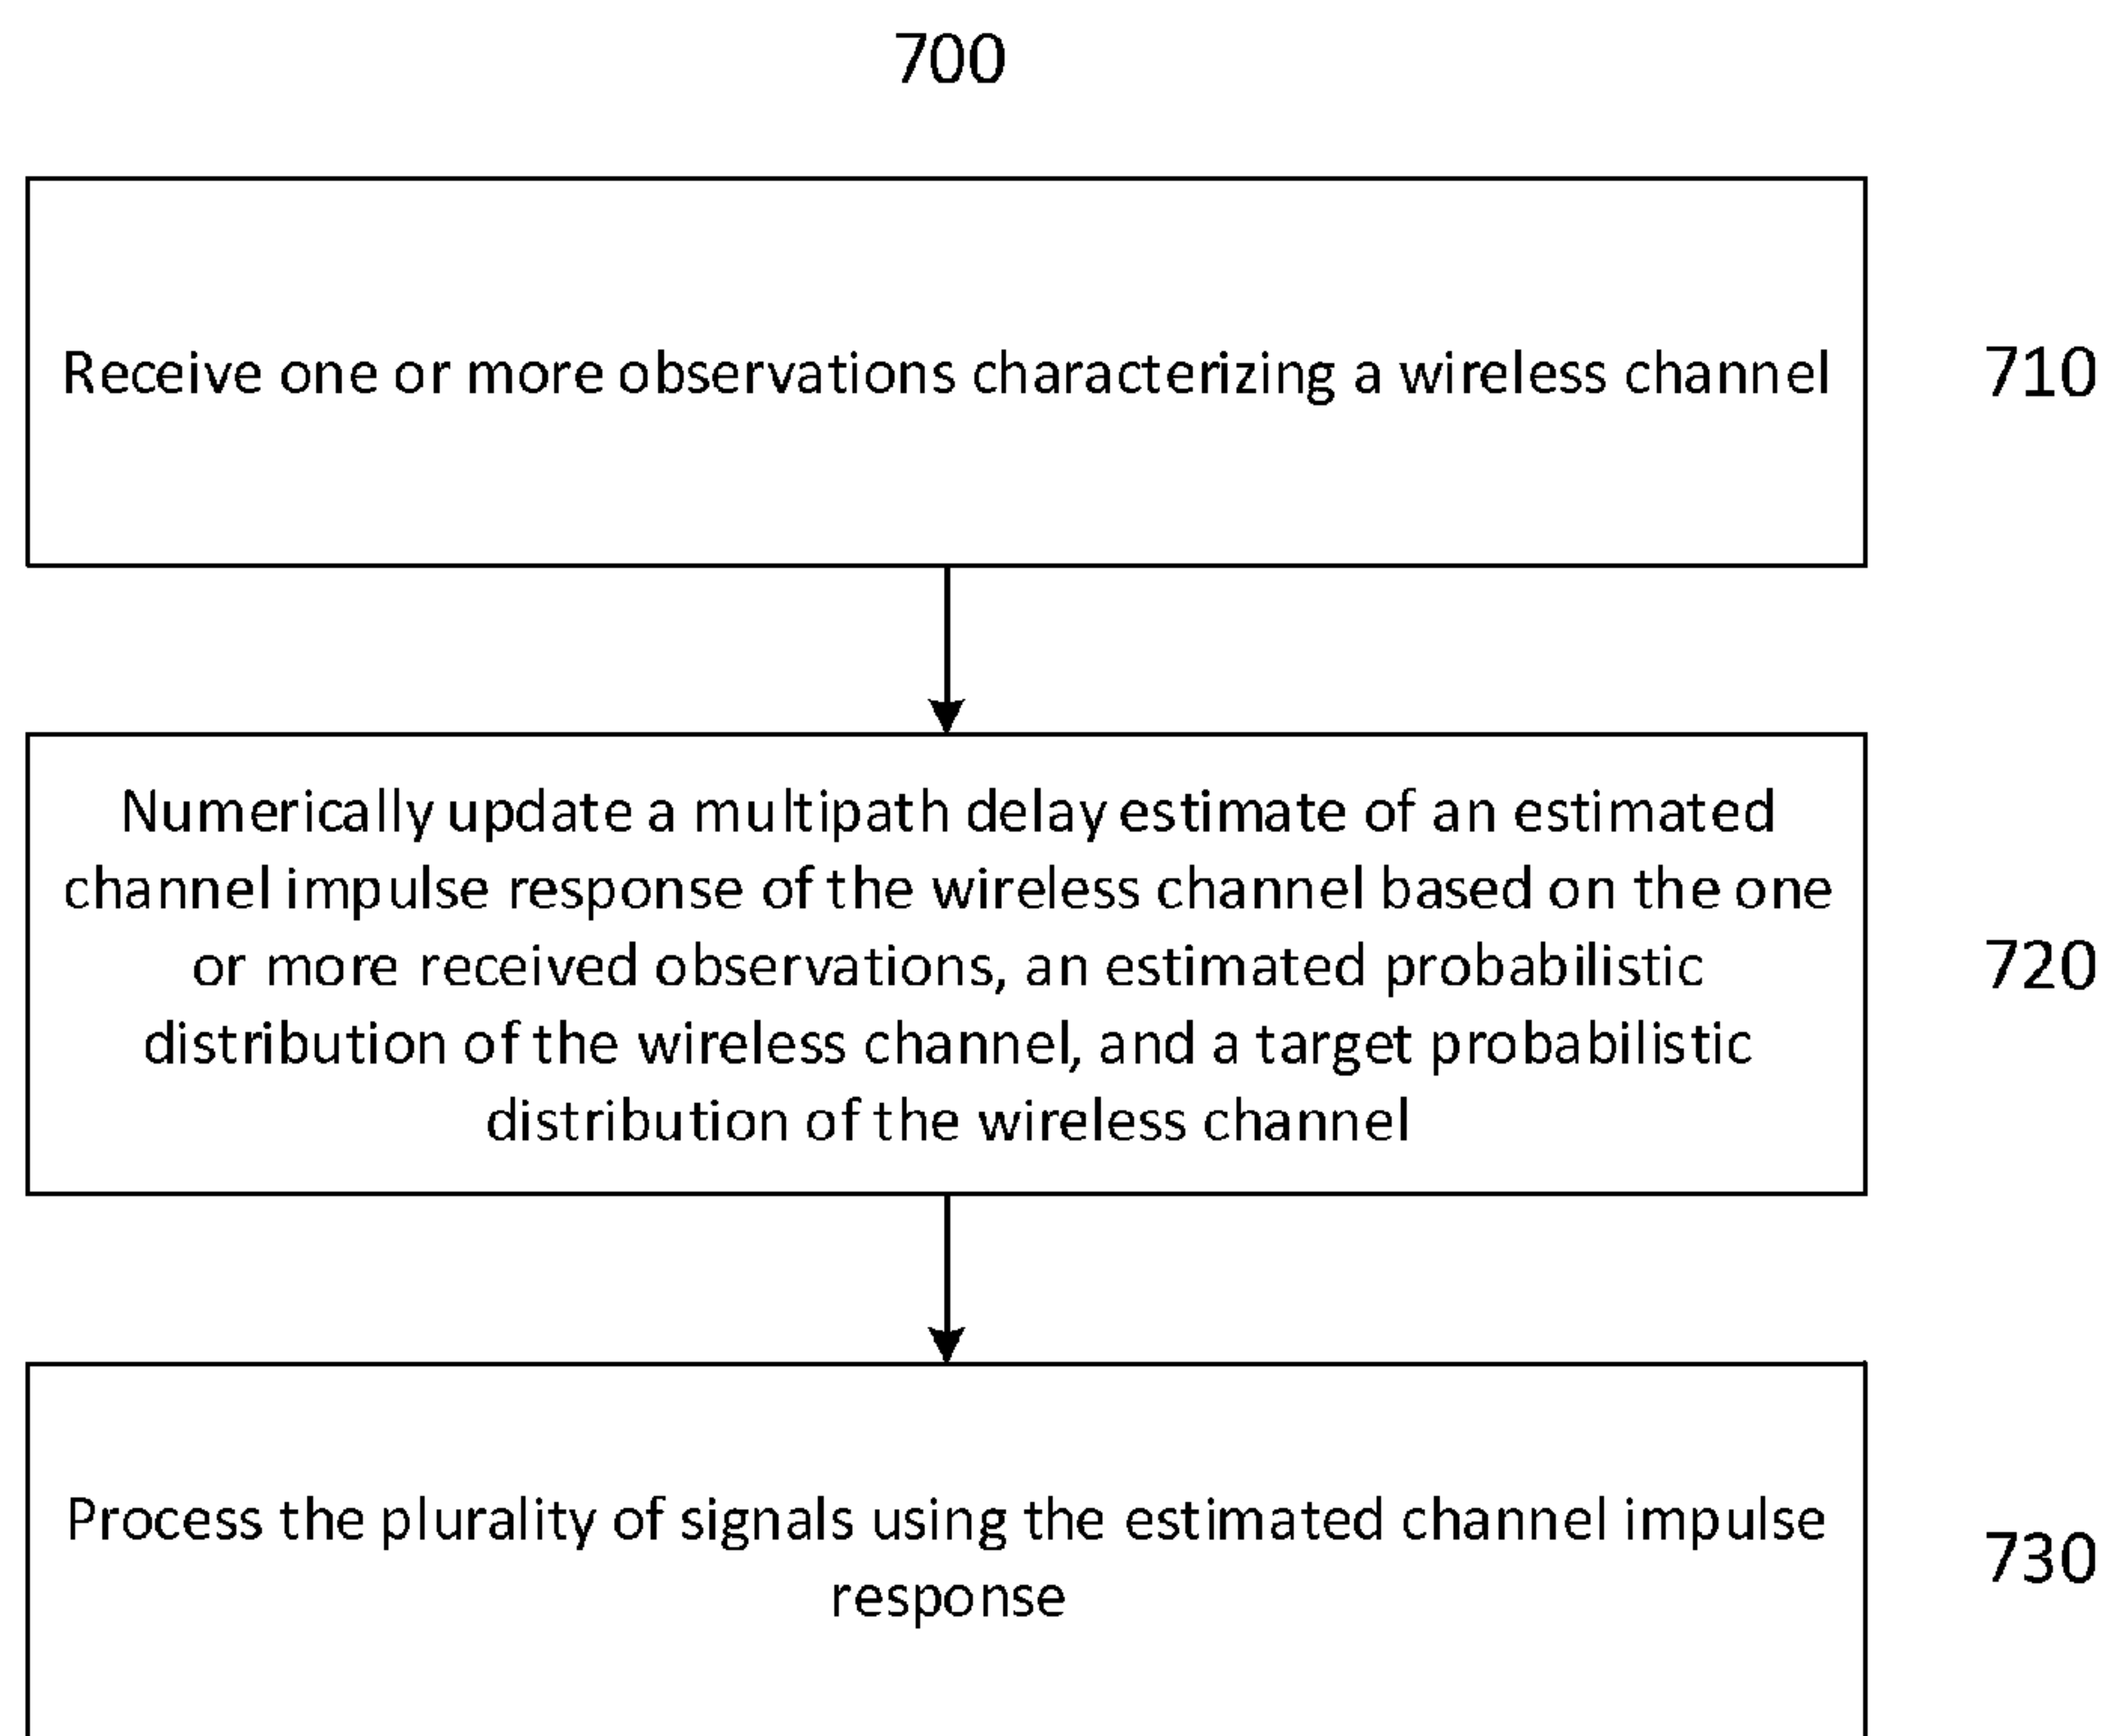 700
Receive one or more observations characterizing a wireless channel
710
Numerically update a multipath delay estimate of an estimated
channel impulse response of the wireless channel based on the one
or more received observations, an estimated probabilistic
distribution of the wireless channel, and a target probabilistic
distribution of the wireless channel
720
Process the plurality of signals using the estimated channel impulse
response
730